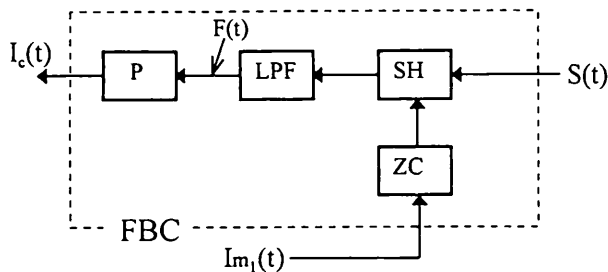 F(t)
I_c(t)
P
LPF
SH
S(t)
ZC
FBC
Im_1(t)